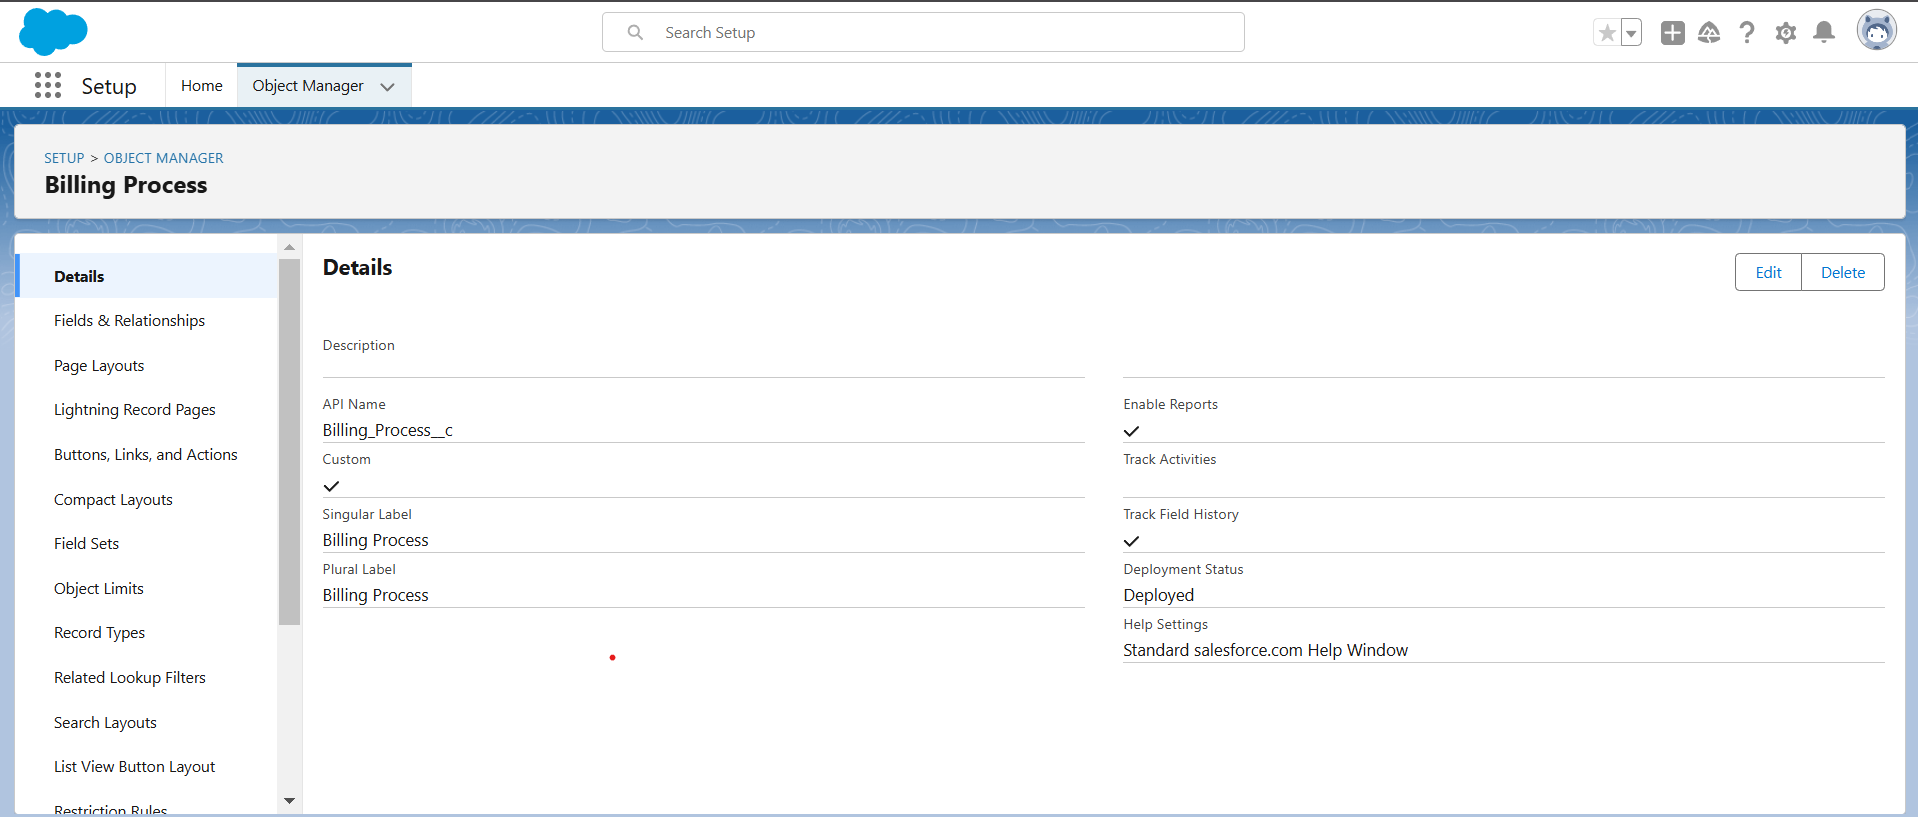 Search Setup
Setup
Home
Object Manager
SETUP > OBJECT MANAGER
Billing Process
Details
Fields & Relationships
Page Layouts
Lightning Record Pages
Buttons, Links, and Actions
Compact Layouts
Field Sets
Object Limits
Record Types
Related Lookup Filters
Search Layouts
List View Button Layout
Restriction Rules
Details
Edit
Delete
Description
API Name
Billing_Process__c
Custom
Singular Label
Billing Process
Plural Label
Billing Process
Enable Reports
Track Activities
Track Field History
Deployment Status
Deployed
Help Settings
Standard salesforce.com Help Window